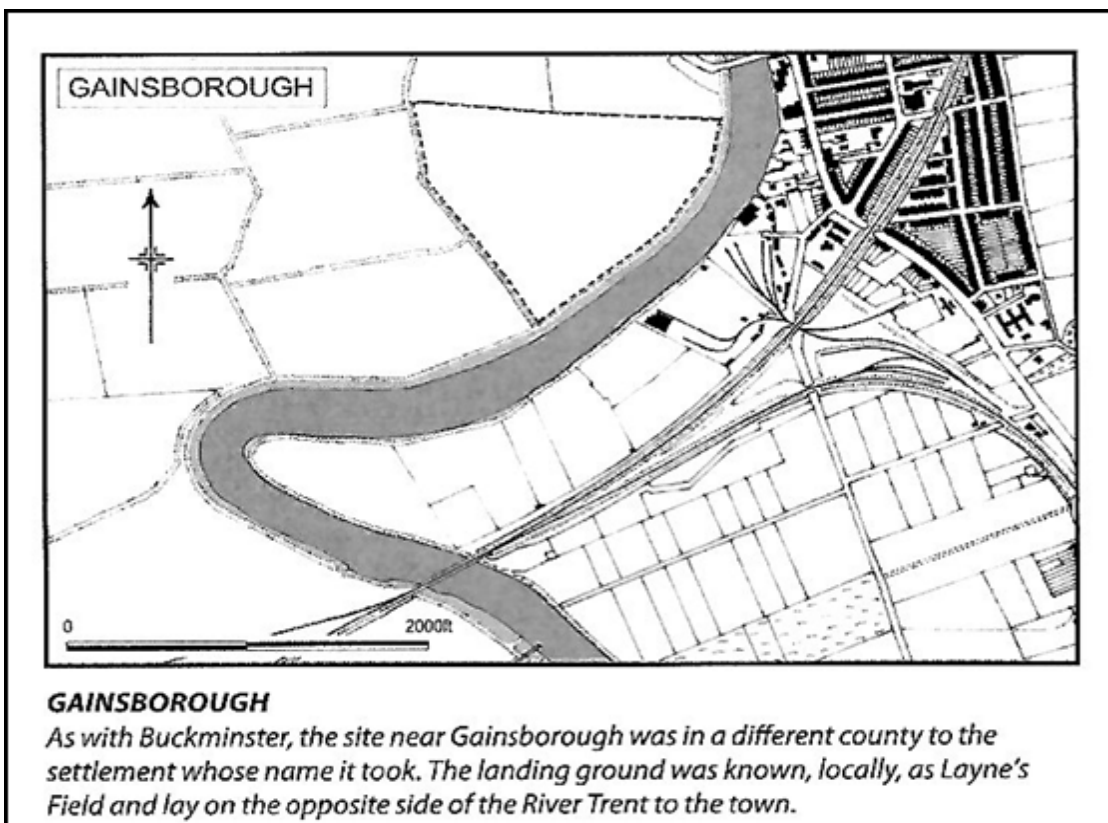 GAINSBOROUGH
0 2000ft
GAINSBOROUGH
As with Buckminster, the site near Gainsborough was in a different county to the
settlement whose name it took. The landing ground was known, locally, as Layne's
Field and lay on the opposite side of the River Trent to the town.